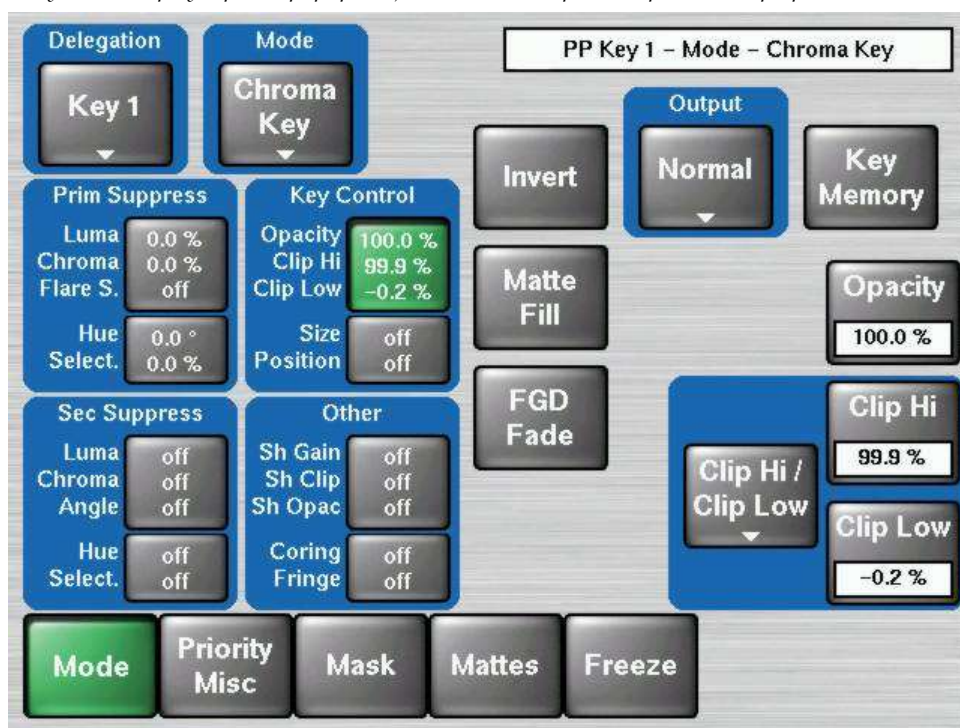 Delegation
Key 1
Mode
Chroma
Key
PP Key 1 – Mode – Chroma Key
Invert
Output
Normal
Key
Memory
Prim Suppress
Luma 0.0 %
Chroma 0.0 %
Flare S. off
Hue 0.0 °
Select. 0.0 %
Key Control
Opacity 100.0 %
Clip Hi 99.9 %
Clip Low –0.2 %
Size off
Position off
Matte
Fill
Opacity
100.0 %
Sec Suppress
Luma off
Chroma off
Angle off
Hue off
Select. off
Other
Sh Gain off
Sh Clip off
Sh Opac off
Coring off
Fringe off
FGD
Fade
Clip Hi /
Clip Low
Clip Hi
99.9 %
Clip Low
–0.2 %
Mode
Priority
Misc
Mask
Mattes
Freeze